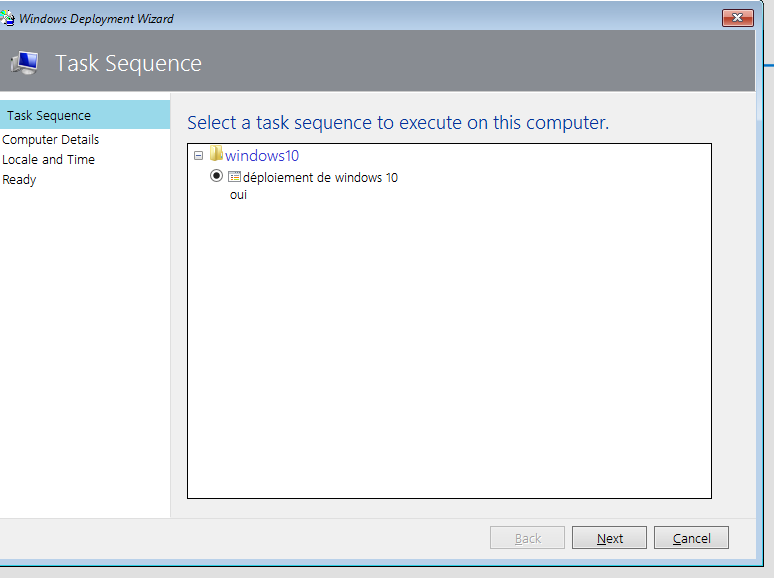 Windows Deployment Wizard
Task Sequence
Task Sequence
Computer Details
Locale and Time
Ready
Select a task sequence to execute on this computer.
windows10
déploiement de windows 10
oui
Back
Next
Cancel